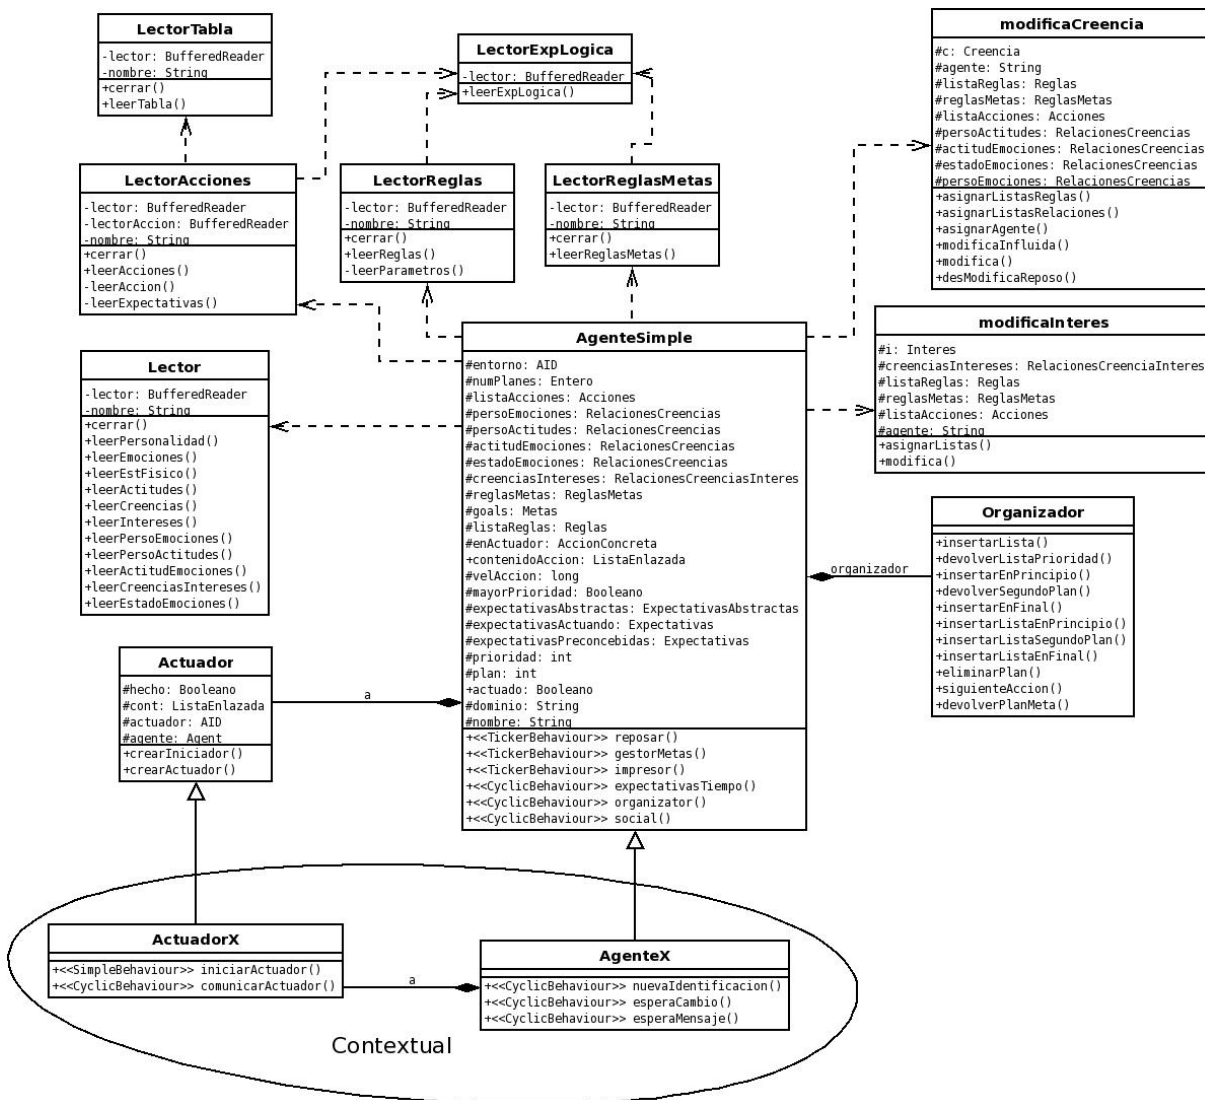 LectorTabla
-lector: BufferedReader
-nombre: String
+cerrar()
+leerTabla()
LectorExpLogica
-lector: BufferedReader
+leerExpLogica()
modificaCreencia
#c: Creencia
#agente: String
#listaReglas: Reglas
#reglasMetas: ReglasMetas
#listaAcciones: Acciones
#persoActitudes: RelacionesCreencias
#actitudEmociones: RelacionesCreencias
#estadoEmociones: RelacionesCreencias
#persoEmociones: RelacionesCreencias
+asignarListasReglas()
+asignarListasRelaciones()
+asignarAgente()
+modificaInfluida()
+modifica()
+desModificaReposo()
LectorAcciones
-lector: BufferedReader
-lectorAccion: BufferedReader
-nombre: String
+cerrar()
+leerAcciones()
-leerAccion()
-leerExpectativas()
LectorReglas
-lector: BufferedReader
-nombre: String
+cerrar()
+leerReglas()
-leerParametros()
LectorReglasMetas
-lector: BufferedReader
-nombre: String
+cerrar()
+leerReglasMetas()
modificaInteres
#i: Interes
#creenciasIntereses: RelacionesCreenciaInteres
#listaReglas: Reglas
#reglasMetas: ReglasMetas
#listaAcciones: Acciones
#agente: String
+asignarListas()
+modifica()
AgenteSimple
#entorno: AID
#numPlanes: Entero
#listaAcciones: Acciones
#persoEmociones: RelacionesCreencias
#persoActitudes: RelacionesCreencias
#actitudEmociones: RelacionesCreencias
#estadoEmociones: RelacionesCreencias
#creenciasIntereses: RelacionesCreenciasInteres
#reglasMetas: ReglasMetas
#goals: Metas
#listaReglas: Reglas
#enActuador: AccionConcreta
+contenidoAccion: ListaEnlazada
#velAccion: long
#mayorPrioridad: Booleano
#expectativasAbstractas: ExpectativasAbstractas
#expectativasActuando: Expectativas
#expectativasPreconcebidas: Expectativas
#prioridad: int
#plan: int
+actuado: Booleano
#dominio: String
#nombre: String
+<<TickerBehaviour>> reposar()
+<<TickerBehaviour>> gestorMetas()
+<<TickerBehaviour>> impresor()
+<<CyclicBehaviour>> expectativasTiempo()
+<<CyclicBehaviour>> organizator()
+<<CyclicBehaviour>> social()
Lector
-lector: BufferedReader
-nombre: String
+cerrar()
+leerPersonalidad()
+leerEmociones()
+leerEstFisico()
+leerActitudes()
+leerCreencias()
+leerIntereses()
+leerPersoEmociones()
+leerPersoActitudes()
+leerActitudEmociones()
+leerCreenciasIntereses()
+leerEstadoEmociones()
organizador
Organizador
+insertarLista()
+devolverListaPrioridad()
+insertarEnPrincipio()
+devolverSegundoPlan()
+insertarEnFinal()
+insertarListaEnPrincipio()
+insertarListaSegundoPlan()
+insertarListaEnFinal()
+eliminarPlan()
+siguienteAccion()
+devolverPlanMeta()
Actuador
#hecho: Booleano
#cont: ListaEnlazada
#actuador: AID
#agente: Agent
+crearIniciador()
+crearActuador()
a
ActuadorX
+<<SimpleBehaviour>> iniciarActuador()
+<<CyclicBehaviour>> comunicarActuador()
a
AgenteX
+<<CyclicBehaviour>> nuevaIdentificacion()
+<<CyclicBehaviour>> esperaCambio()
+<<CyclicBehaviour>> esperaMensaje()
Contextual